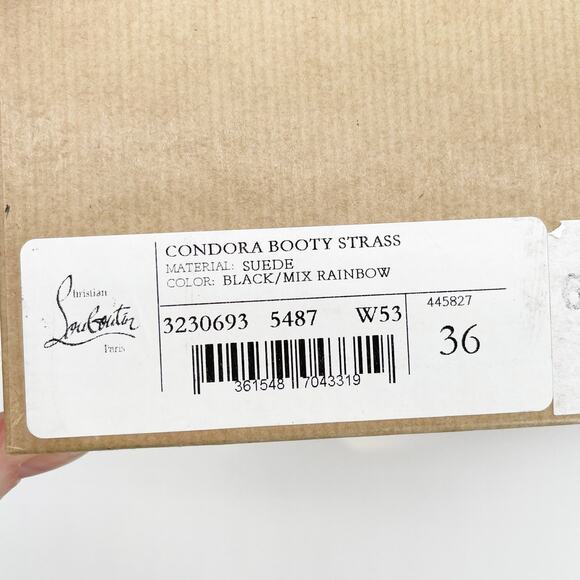 Christian
Louboutin
Paris
CONDORA BOOTY STRASS
MATERIAL: SUEDE
COLOR: BLACK/MIX RAINBOW
3230693 5487 W53
445827
36
361548 7043319